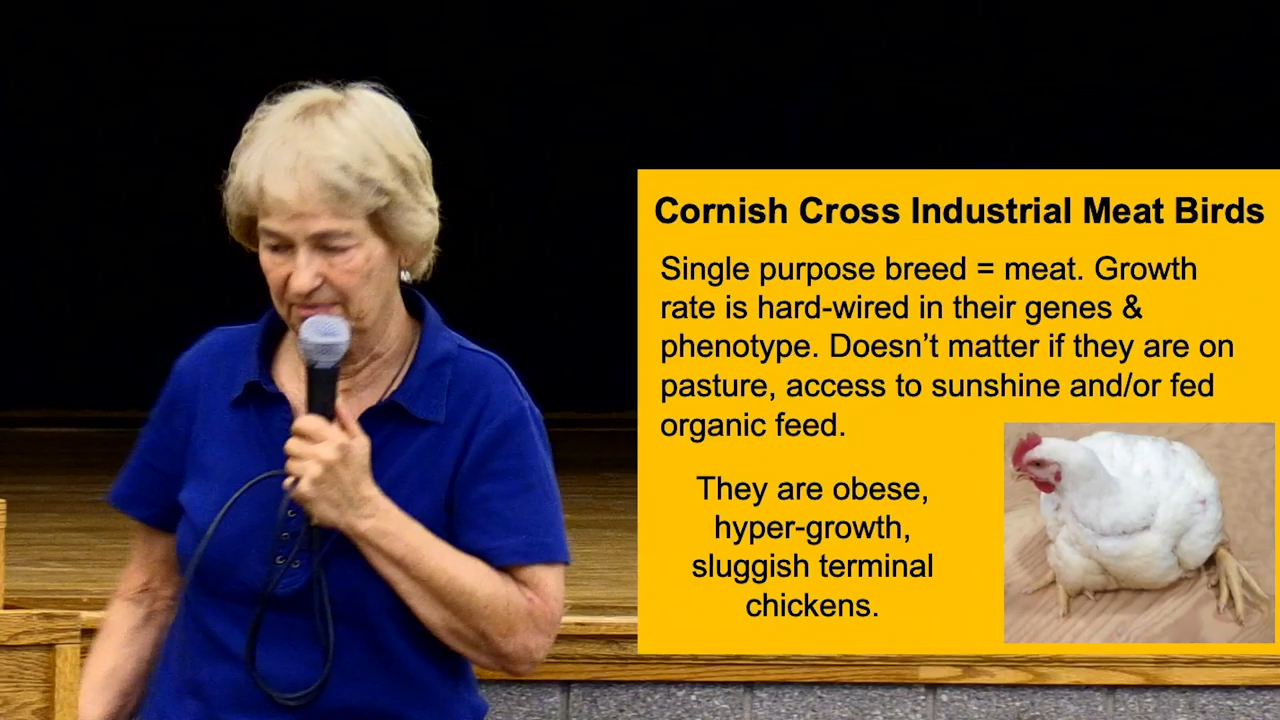 Cornish Cross Industrial Meat Birds
Single purpose breed = meat. Growth
rate is hard-wired in their genes &
phenotype. Doesn't matter if they are on
pasture, access to sunshine and/or fed
organic feed.
They are obese,
hyper-growth,
sluggish terminal
chickens.